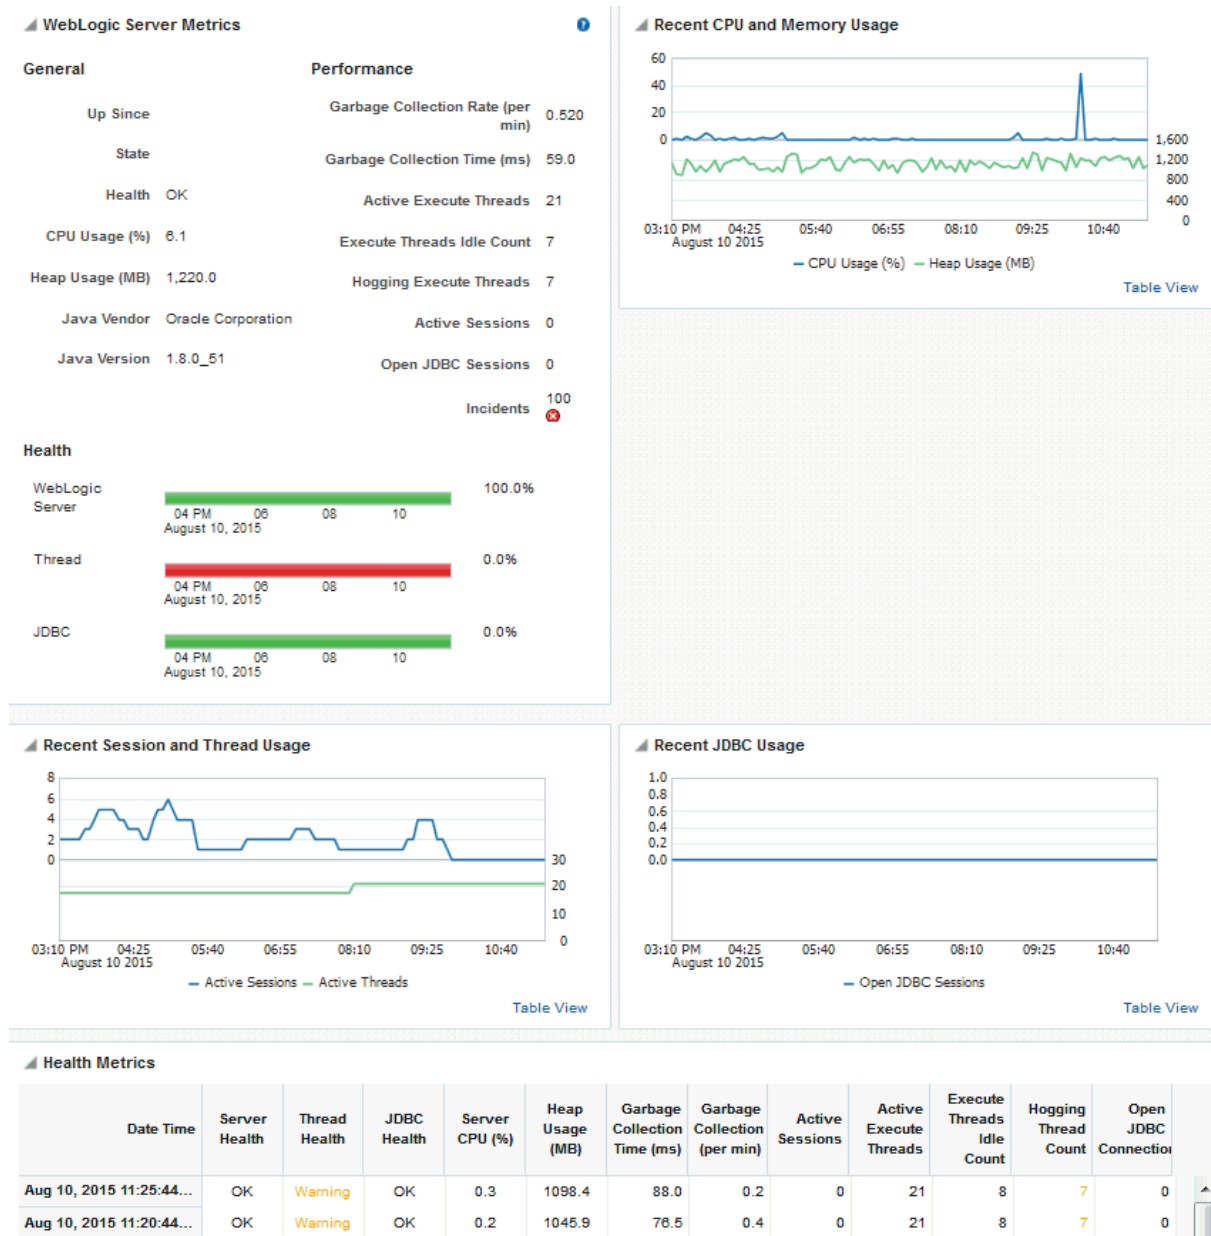 WebLogic Server Metrics
General
Up Since
State
Health OK
CPU Usage (%) 6.1
Heap Usage (MB) 1,220.0
Java Vendor Oracle Corporation
Java Version 1.8.0_51
Performance
Garbage Collection Rate (per
min) 0.520
Garbage Collection Time (ms) 59.0
Active Execute Threads 21
Execute Threads Idle Count 7
Hogging Execute Threads 7
Active Sessions 0
Open JDBC Sessions 0
Incidents 100
Health
WebLogic
Server
100.0%
04 PM 06 08 10
August 10, 2015
Thread 0.0%
04 PM 06 08 10
August 10, 2015
JDBC 0.0%
04 PM 06 08 10
August 10, 2015
Recent CPU and Memory Usage
60
40
20
0
1,600
1,200
800
400
0
03:10 PM 04:25 05:40 06:55 08:10 09:25 10:40
August 10 2015
CPU Usage (%) Heap Usage (MB)
Table View
Recent Session and Thread Usage
8
6
4
2
0
30
20
10
0
03:10 PM 04:25 05:40 06:55 08:10 09:25 10:40
August 10 2015
Active Sessions Active Threads
Table View
Recent JDBC Usage
1.0
0.8
0.6
0.4
0.2
0.0
03:10 PM 04:25 05:40 06:55 08:10 09:25 10:40
August 10 2015
Open JDBC Sessions
Table View
Health Metrics
Date Time
Server
Health
Thread
Health
JDBC
Health
Server
CPU (%)
Heap
Usage
(MB)
Garbage
Collection
Time (ms)
Garbage
Collection
(per min)
Active
Sessions
Active
Execute
Threads
Execute
Threads
Idle
Count
Hogging
Thread
Count
Open
JDBC
Connection
Aug 10, 2015 11:25:44... OK Warning OK 0.3 1098.4 88.0 0.2 0 21 8 7 0
Aug 10, 2015 11:20:44... OK Warning OK 0.2 1045.9 76.5 0.4 0 21 8 7 0